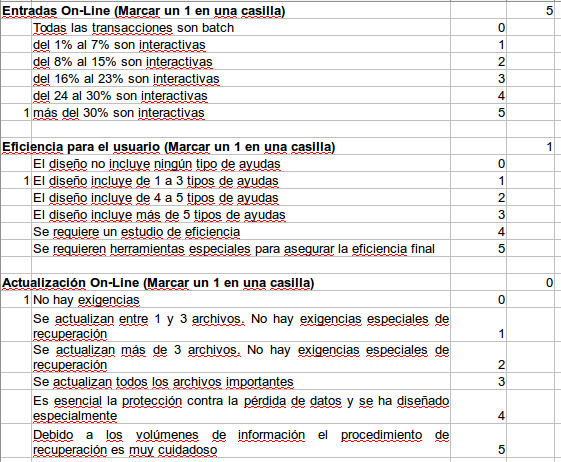 Entradas On-Line (Marcar un 1 en una casilla) 5
Todas las transacciones son batch 0
del 1% al 7% son interactivas 1
del 8% al 15% son interactivas 2
del 16% al 23% son interactivas 3
del 24 al 30% son interactivas 4
1 más del 30% son interactivas 5
Eficiencia para el usuario (Marcar un 1 en una casilla) 1
El diseño no incluye ningún tipo de ayudas 0
1 El diseño incluye de 1 a 3 tipos de ayudas 1
El diseño incluye de 4 a 5 tipos de ayudas 2
El diseño incluye más de 5 tipos de ayudas 3
Se requiere un estudio de eficiencia 4
Se requieren herramientas especiales para asegurar la eficiencia final 5
Actualización On-Line (Marcar un 1 en una casilla) 0
1 No hay exigencias 0
Se actualizan entre 1 y 3 archivos. No hay exigencias especiales de
recuperación 1
Se actualizan más de 3 archivos. No hay exigencias especiales de
recuperación 2
Se actualizan todos los archivos importantes 3
Es esencial la protección contra la pérdida de datos y se ha diseñado
especialmente 4
Debido a los volúmenes de información el procedimiento de
recuperación es muy cuidadoso 5